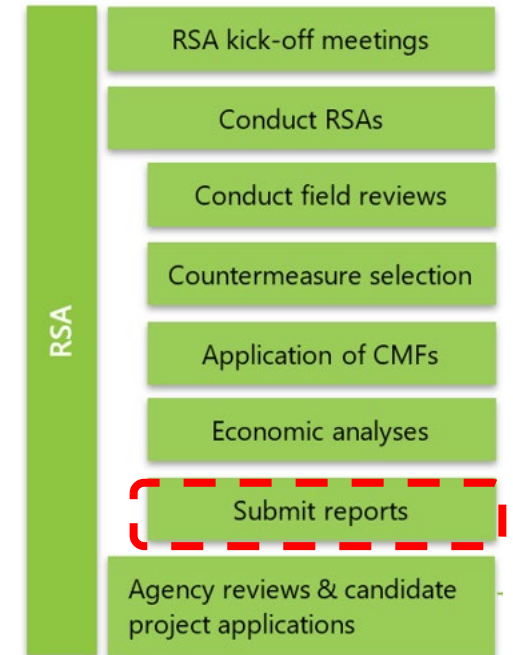 RSA
RSA kick-off meetings
Conduct RSAs
Conduct field reviews
Countermeasure selection
Application of CMFs
Economic analyses
Submit reports
Agency reviews & candidate
project applications